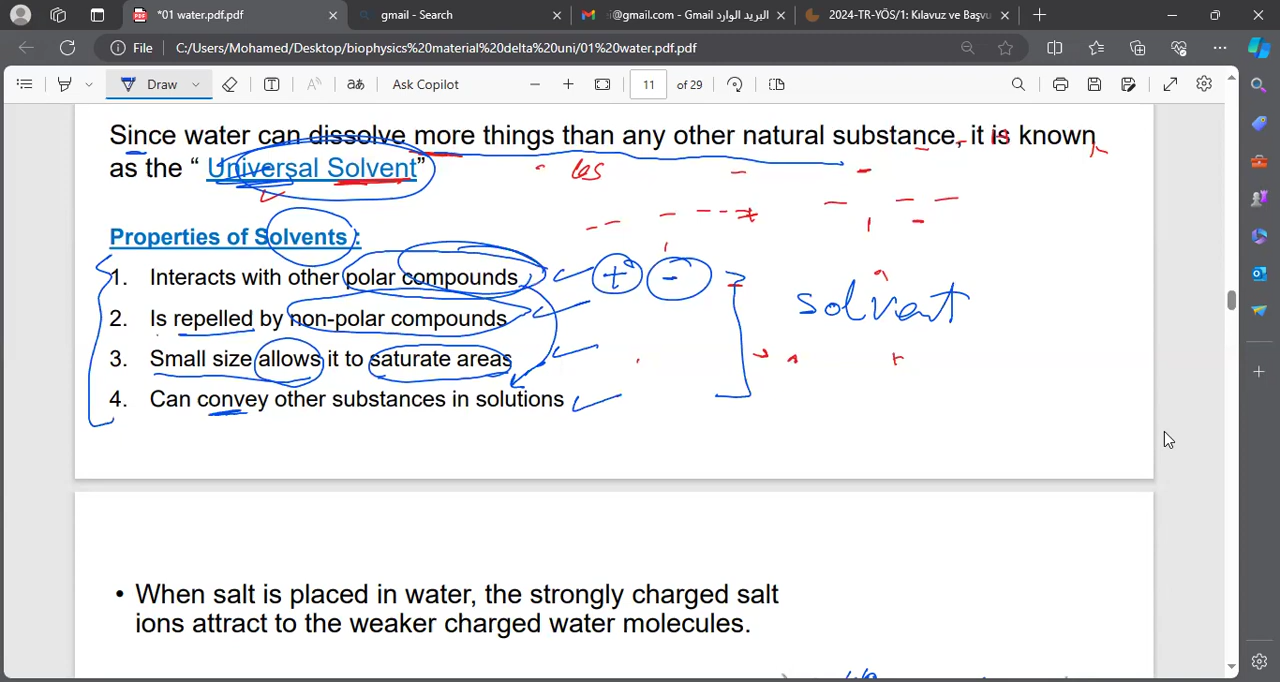 *01 water.pdf.pdf
gmail - Search
i@gmail.com - Gmail البريد الوارد
2024-TR-YÖS/1: Kılavuz ve Başvu
File
C:/Users/Mohamed/Desktop/biophysics%20material%20delta%20uni/01%20water.pdf.pdf
Draw
Ask Copilot
11
of 29
Since water can dissolve more things than any other natural substance, it is known
as the “ Universal Solvent”
Properties of Solvents :
1. Interacts with other polar compounds
+ -
2. Is repelled by non-polar compounds
solvent
3. Small size allows it to saturate areas
4. Can convey other substances in solutions
• When salt is placed in water, the strongly charged salt
ions attract to the weaker charged water molecules.